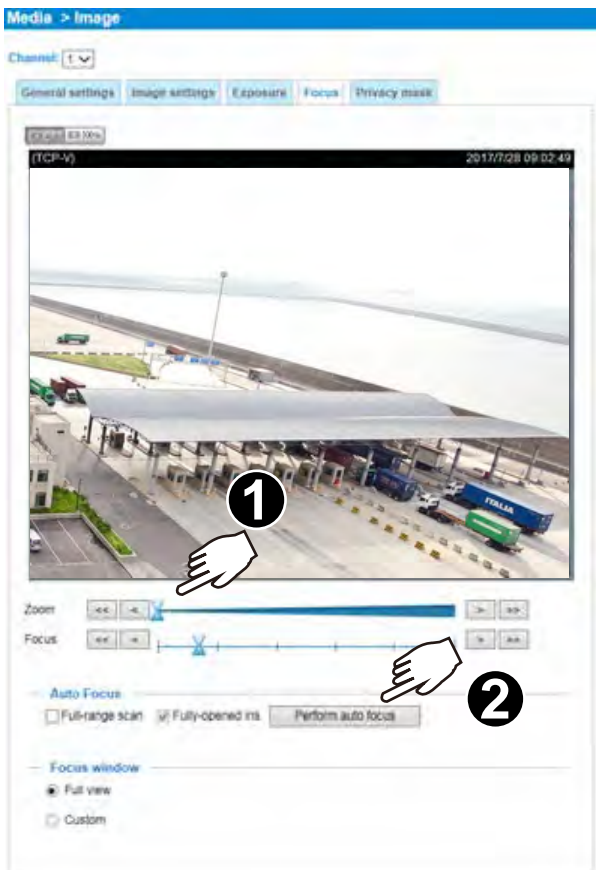 Media > Image
Channel: 1
General settings Image settings Exposure Focus Privacy mask
(TCP-V) 2017/7/28 09:02:49
ITALIA
1
Zoom << < > >>
Focus << < > >>
2
Auto Focus
Full-range scan Fully-opened iris Perform auto focus
Focus window
Full view
Custom